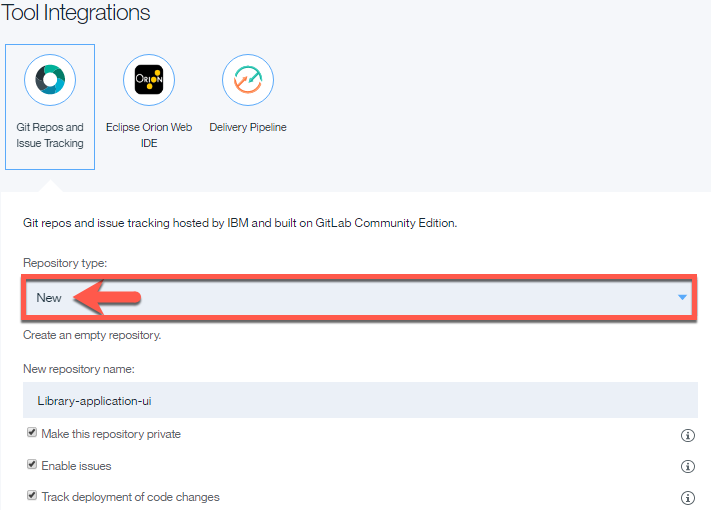 Tool Integrations
ORION
Git Repos and
Issue Tracking
Eclipse Orion Web
IDE
Delivery Pipeline
Git repos and issue tracking hosted by IBM and built on GitLab Community Edition.
Repository type:
New
Create an empty repository.
New repository name:
Library-application-ui
Make this repository private
Enable issues
Track deployment of code changes